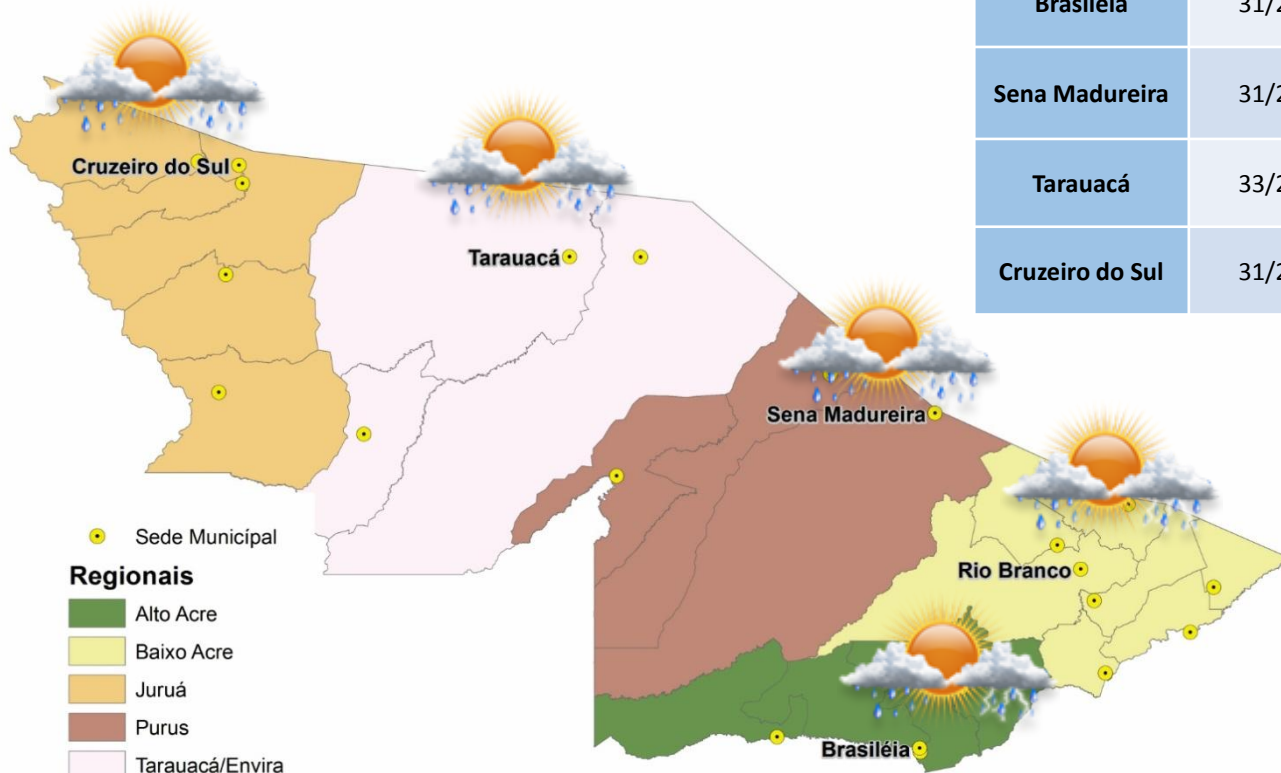 Brasiléia 31/2
Sena Madureira 31/2
Tarauacá 33/2
Cruzeiro do Sul 31/2
Cruzeiro do Sul
Tarauacá
Sena Madureira
Rio Branco
Brasiléia
Sede Municípal
Regionais
Alto Acre
Baixo Acre
Juruá
Purus
Tarauacá/Envira